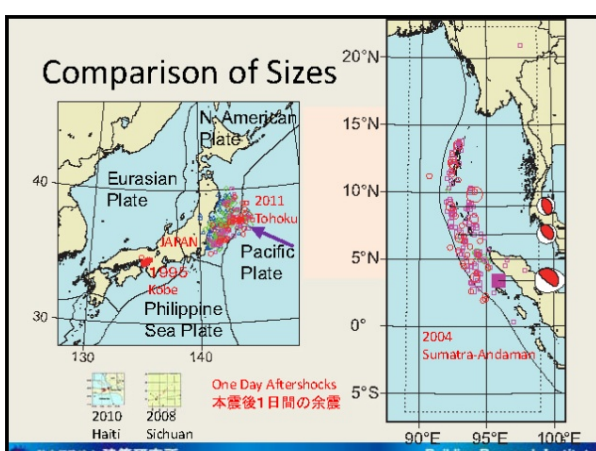 Comparison of Sizes
N. American
Plate
Eurasian
Plate
2011
Tohoku
JAPAN
Pacific
Plate
1995
Kobe
Philippine
Sea Plate
40
30
130
140
2010
Haiti
2008
Sichuan
One Day Aftershocks
本震後1日間の余震
20°N
15°N
10°N
5°N
0°
5°S
2004
Sumatra-Andaman
90°E
95°E
100°E